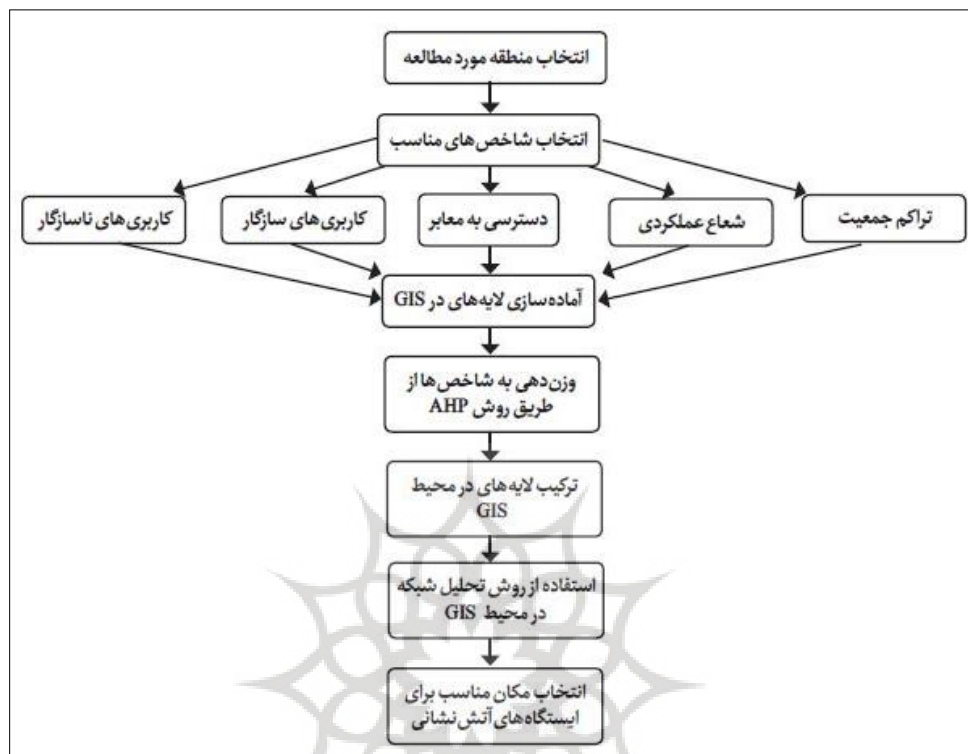 انتخاب منطقه مورد مطالعه
انتخاب شاخص‌های مناسب
تراکم جمعیت
شعاع عملکردی
دسترسی به معابر
کاربری‌های سازگار
کاربری‌های ناسازگار
آماده‌سازی لایه‌های در GIS
وزن‌دهی به شاخص‌ها از
طریق روش AHP
ترکیب لایه‌های در محیط
GIS
استفاده از روش تحلیل شبکه
در محیط GIS
انتخاب مکان مناسب برای
ایستگاه‌های آتش‌نشانی